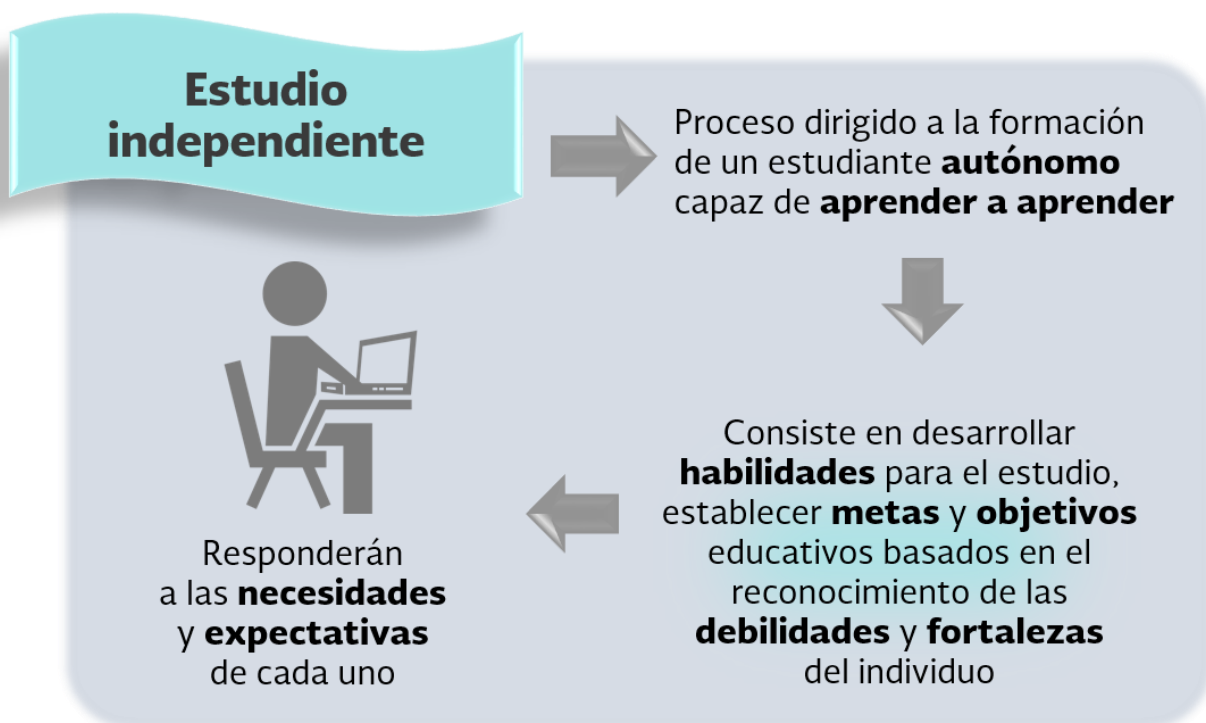 Estudio
independiente
Proceso dirigido a la formación
de un estudiante autónomo
capaz de aprender a aprender
Consiste en desarrollar
habilidades para el estudio,
establecer metas y objetivos
educativos basados en el
reconocimiento de las
debilidades y fortalezas
del individuo
Responderán
a las necesidades
y expectativas
de cada uno